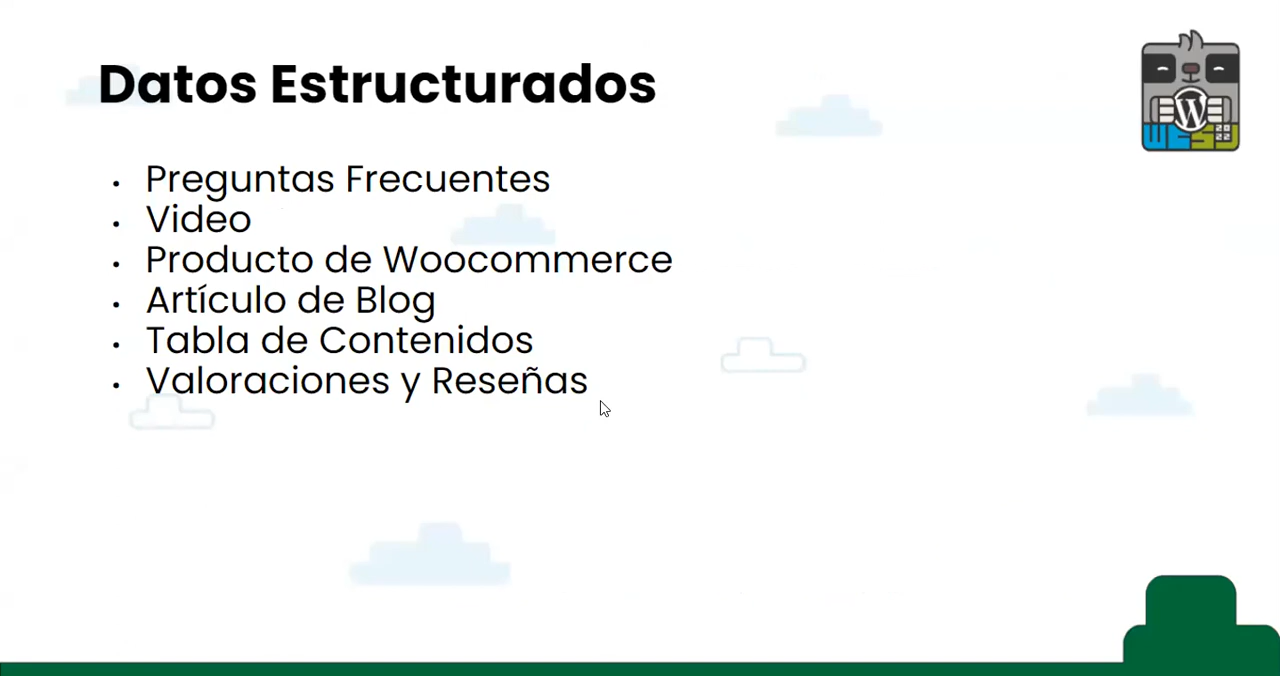 Datos Estructurados
• Preguntas Frecuentes
• Video
• Producto de Woocommerce
• Artículo de Blog
• Tabla de Contenidos
• Valoraciones y Reseñas